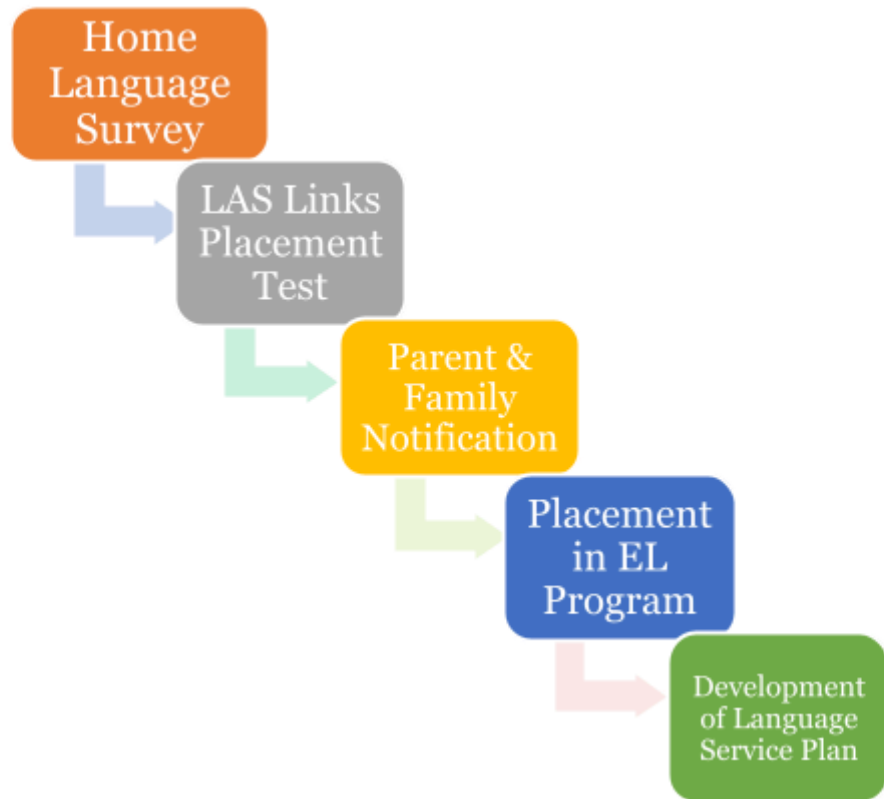 Home
Language
Survey
LAS Links
Placement
Test
Parent &
Family
Notification
Placement
in EL
Program
Development
of Language
Service Plan